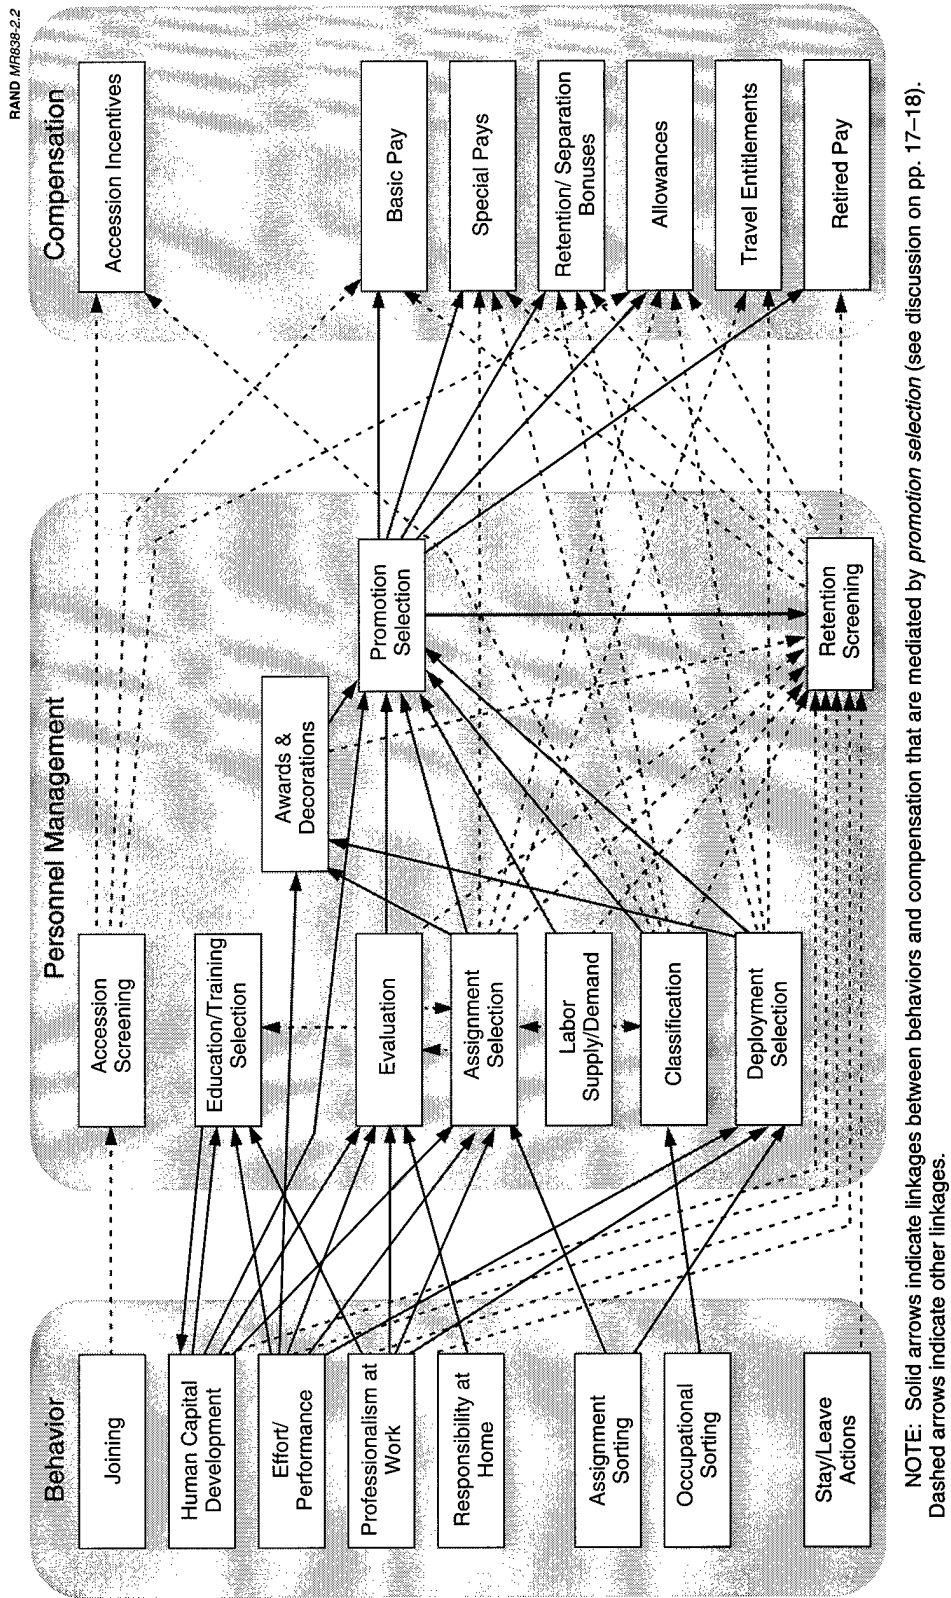 RAND MR838-2.2
Behavior
Joining
Human Capital
Development
Effort/
Performance
Professionalism at
Work
Responsibility at
Home
Assignment
Sorting
Occupational
Sorting
Stay/Leave
Actions
Personnel Management
Accession
Screening
Education/Training
Selection
Evaluation
Assignment
Selection
Labor
Supply/Demand
Classification
Deployment
Selection
Awards &
Decorations
Promotion
Selection
Retention
Screening
Compensation
Accession Incentives
Basic Pay
Special Pays
Retention/ Separation
Bonuses
Allowances
Travel Entitlements
Retired Pay
NOTE: Solid arrows indicate linkages between behaviors and compensation that are mediated by promotion selection (see discussion on pp. 17–18).
Dashed arrows indicate other linkages.